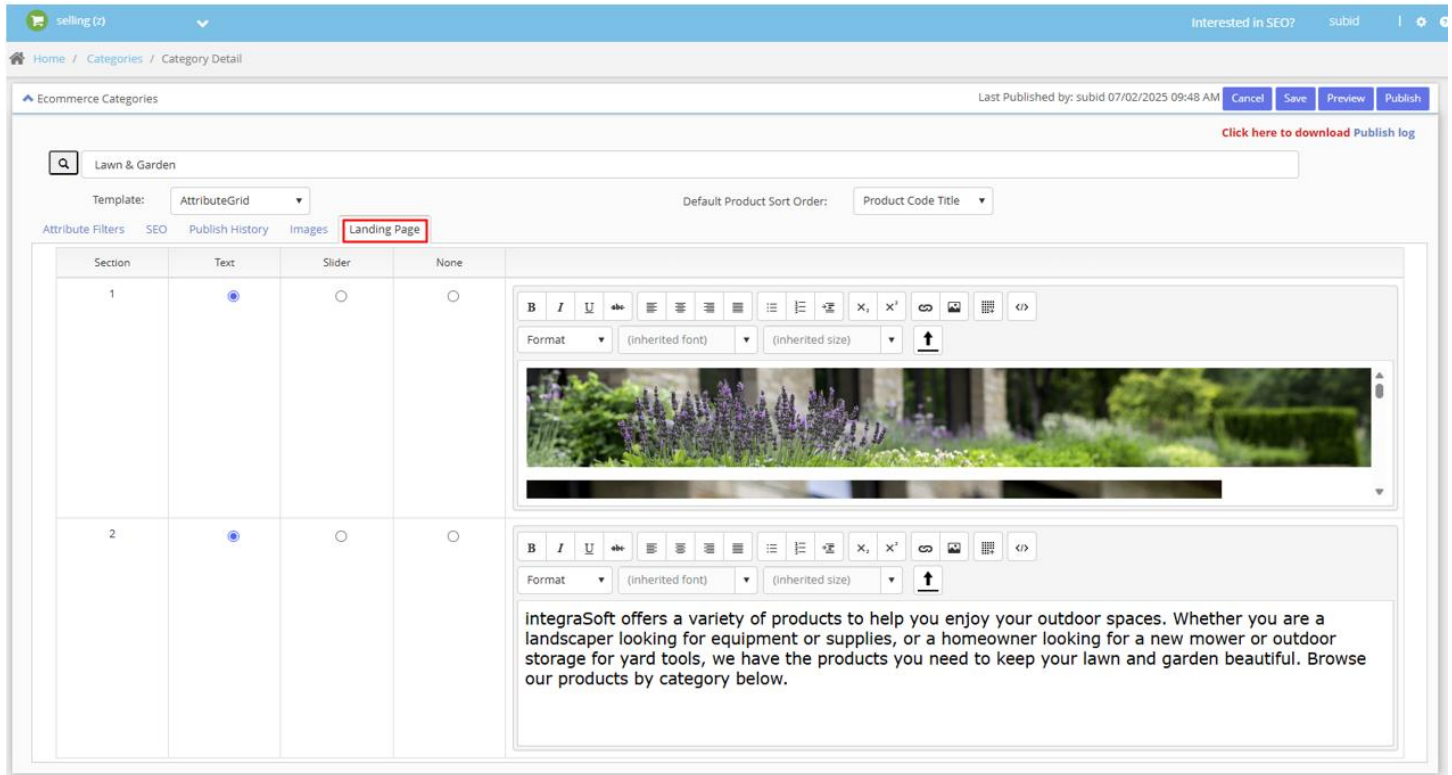 selling (z)
Interested in SEO? subid |
Home / Categories / Category Detail
Ecommerce Categories
Last Published by: subid 07/02/2025 09:48 AM Cancel Save Preview Publish
Click here to download Publish log
Lawn & Garden
Template: AttributeGrid Default Product Sort Order: Product Code Title
Attribute Filters SEO Publish History Images Landing Page
Section Text Slider None
1
B I U abc X₂ X² </>
Format (inherited font) (inherited size)
2
B I U abc X₂ X² </>
Format (inherited font) (inherited size)
integraSoft offers a variety of products to help you enjoy your outdoor spaces. Whether you are a
landscaper looking for equipment or supplies, or a homeowner looking for a new mower or outdoor
storage for yard tools, we have the products you need to keep your lawn and garden beautiful. Browse
our products by category below.